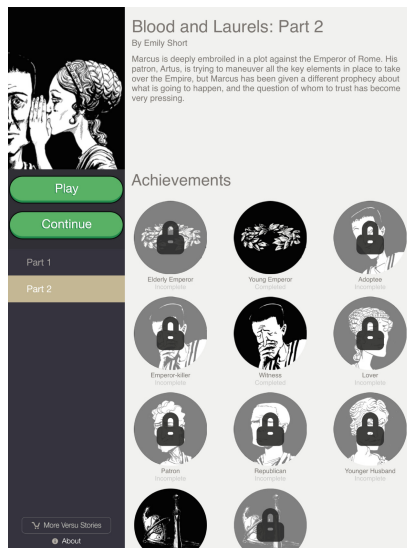 Blood and Laurels: Part 2
By Emily Short
Marcus is deeply embroiled in a plot against the Emperor of Rome. His
patron, Artus, is trying to maneuver all the key elements in place to take
over the Empire, but Marcus has been given a different prophecy about
what is going to happen, and the question of whom to trust has become
very pressing.
Play
Continue
Part 1
Part 2
More Versu Stories
About
Achievements
Elderly Emperor
Incomplete
Young Emperor
Completed
Adoptee
Incomplete
Emperor-killer
Incomplete
Witness
Completed
Lover
Incomplete
Patron
Incomplete
Republican
Incomplete
Younger Husband
Incomplete